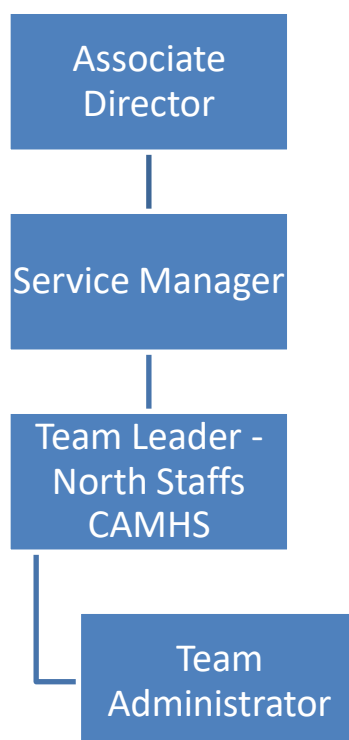 Associate
Director
Service Manager
Team Leader -
North Staffs
CAMHS
Team
Administrator